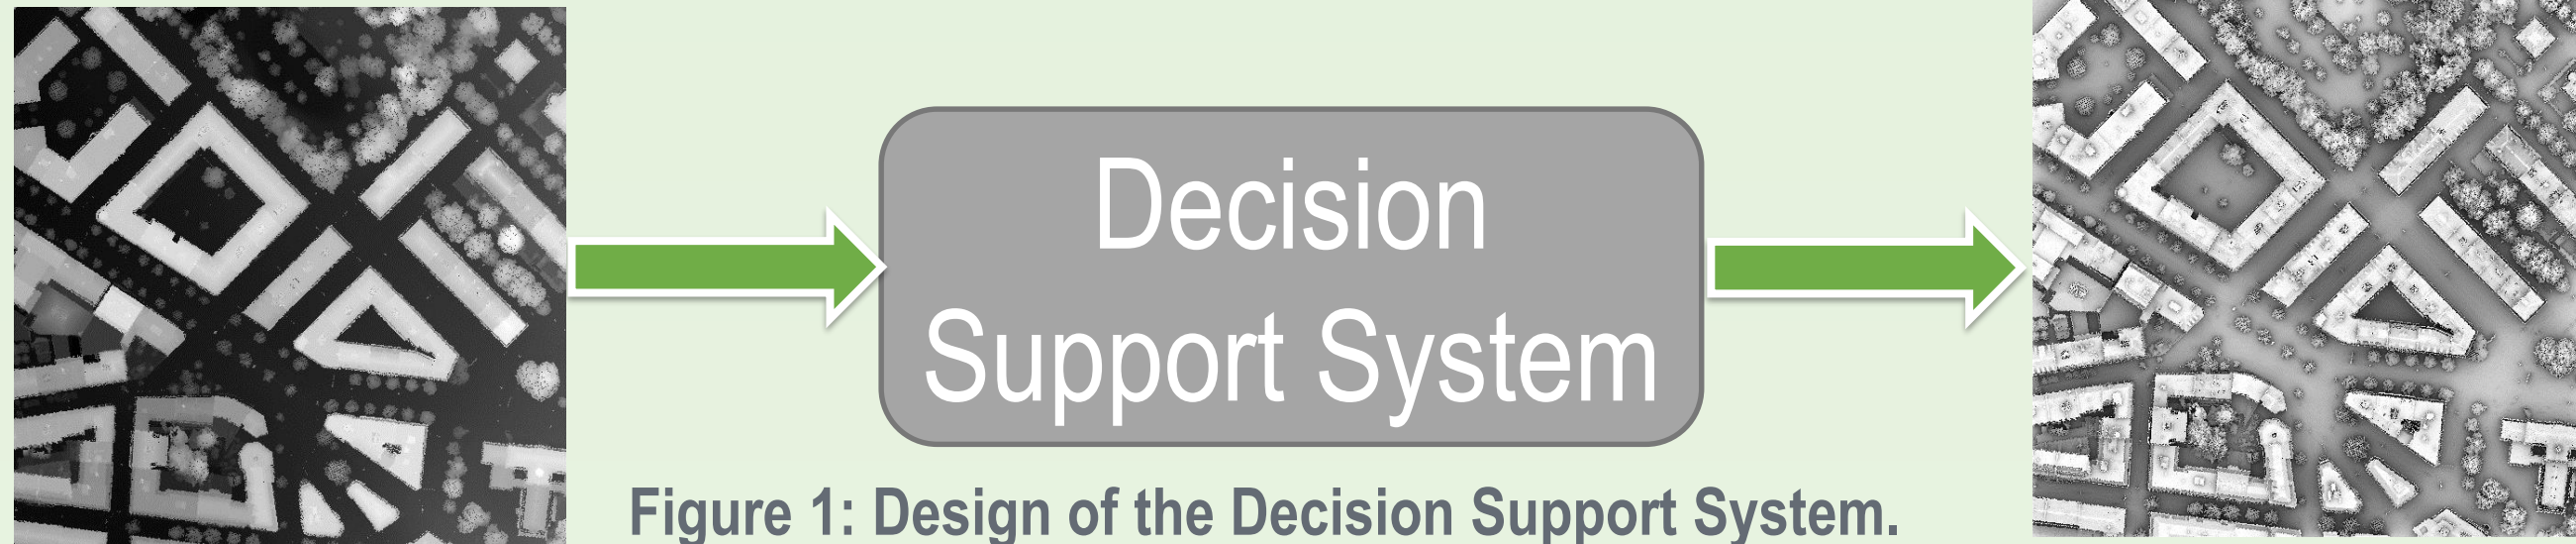 Decision
Support System
Figure 1: Design of the Decision Support System.